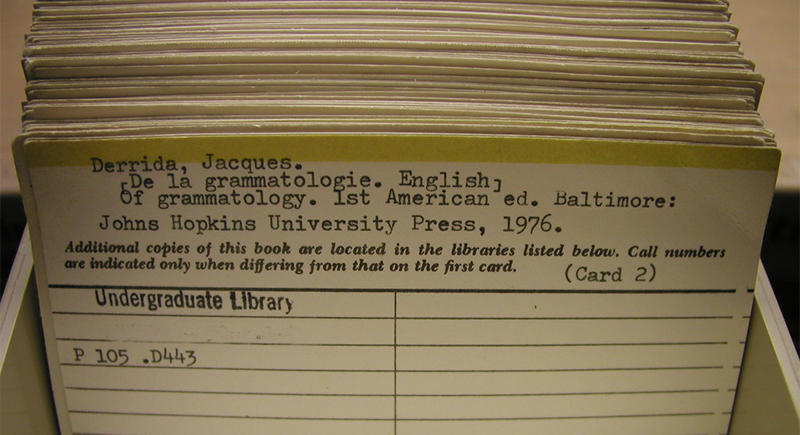 Derrida, Jacques.
[De la grammatologie. English]
Of grammatology. 1st American ed. Baltimore:
Johns Hopkins University Press, 1976.
Additional copies of this book are located in the libraries listed below. Call numbers
are indicated only when differing from that on the first card.
(Card 2)
Undergraduate Library
P 105 .D443